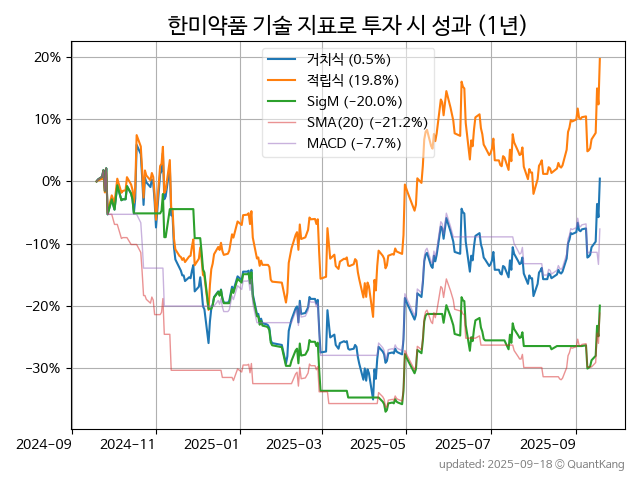 한미약품 기술 지표로 투자 시 성과 (1년)
거치식 (0.5%)
적립식 (19.8%)
SigM (−20.0%)
SMA(20) (−21.2%)
MACD (−7.7%)
20%
10%
0%
−10%
−20%
−30%
2024-09 2024-11 2025-01 2025-03 2025-05 2025-07 2025-09
updated: 2025-09-18 © QuantKang